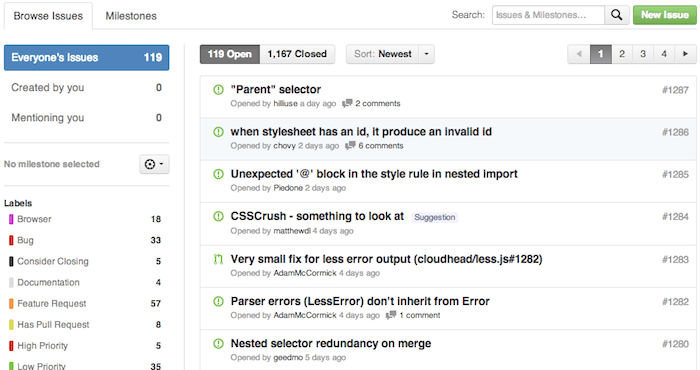 Browse Issues Milestones Search: Issues & Milestones... New Issue
Everyone's Issues 119
Created by you 0
Mentioning you 0
No milestone selected
Labels
Browser 18
Bug 33
Consider Closing 5
Documentation 4
Feature Request 57
Has Pull Request 8
High Priority 5
Low Priority 35
119 Open 1,167 Closed Sort: Newest 1 2 3 4
"Parent" selector #1287
Opened by hilliuse a day ago 2 comments
when stylesheet has an id, it produce an invalid id #1286
Opened by chovy 2 days ago 6 comments
Unexpected '@' block in the style rule in nested import #1285
Opened by Piedone 2 days ago
CSSCrush - something to look at Suggestion #1284
Opened by matthewdl 4 days ago
Very small fix for less error output (cloudhead/less.js#1282) #1283
Opened by AdamMcCormick 4 days ago
Parser errors (LessError) don't inherit from Error #1282
Opened by AdamMcCormick 4 days ago 1 comment
Nested selector redundancy on merge #1280
Opened by geedmo 5 days ago